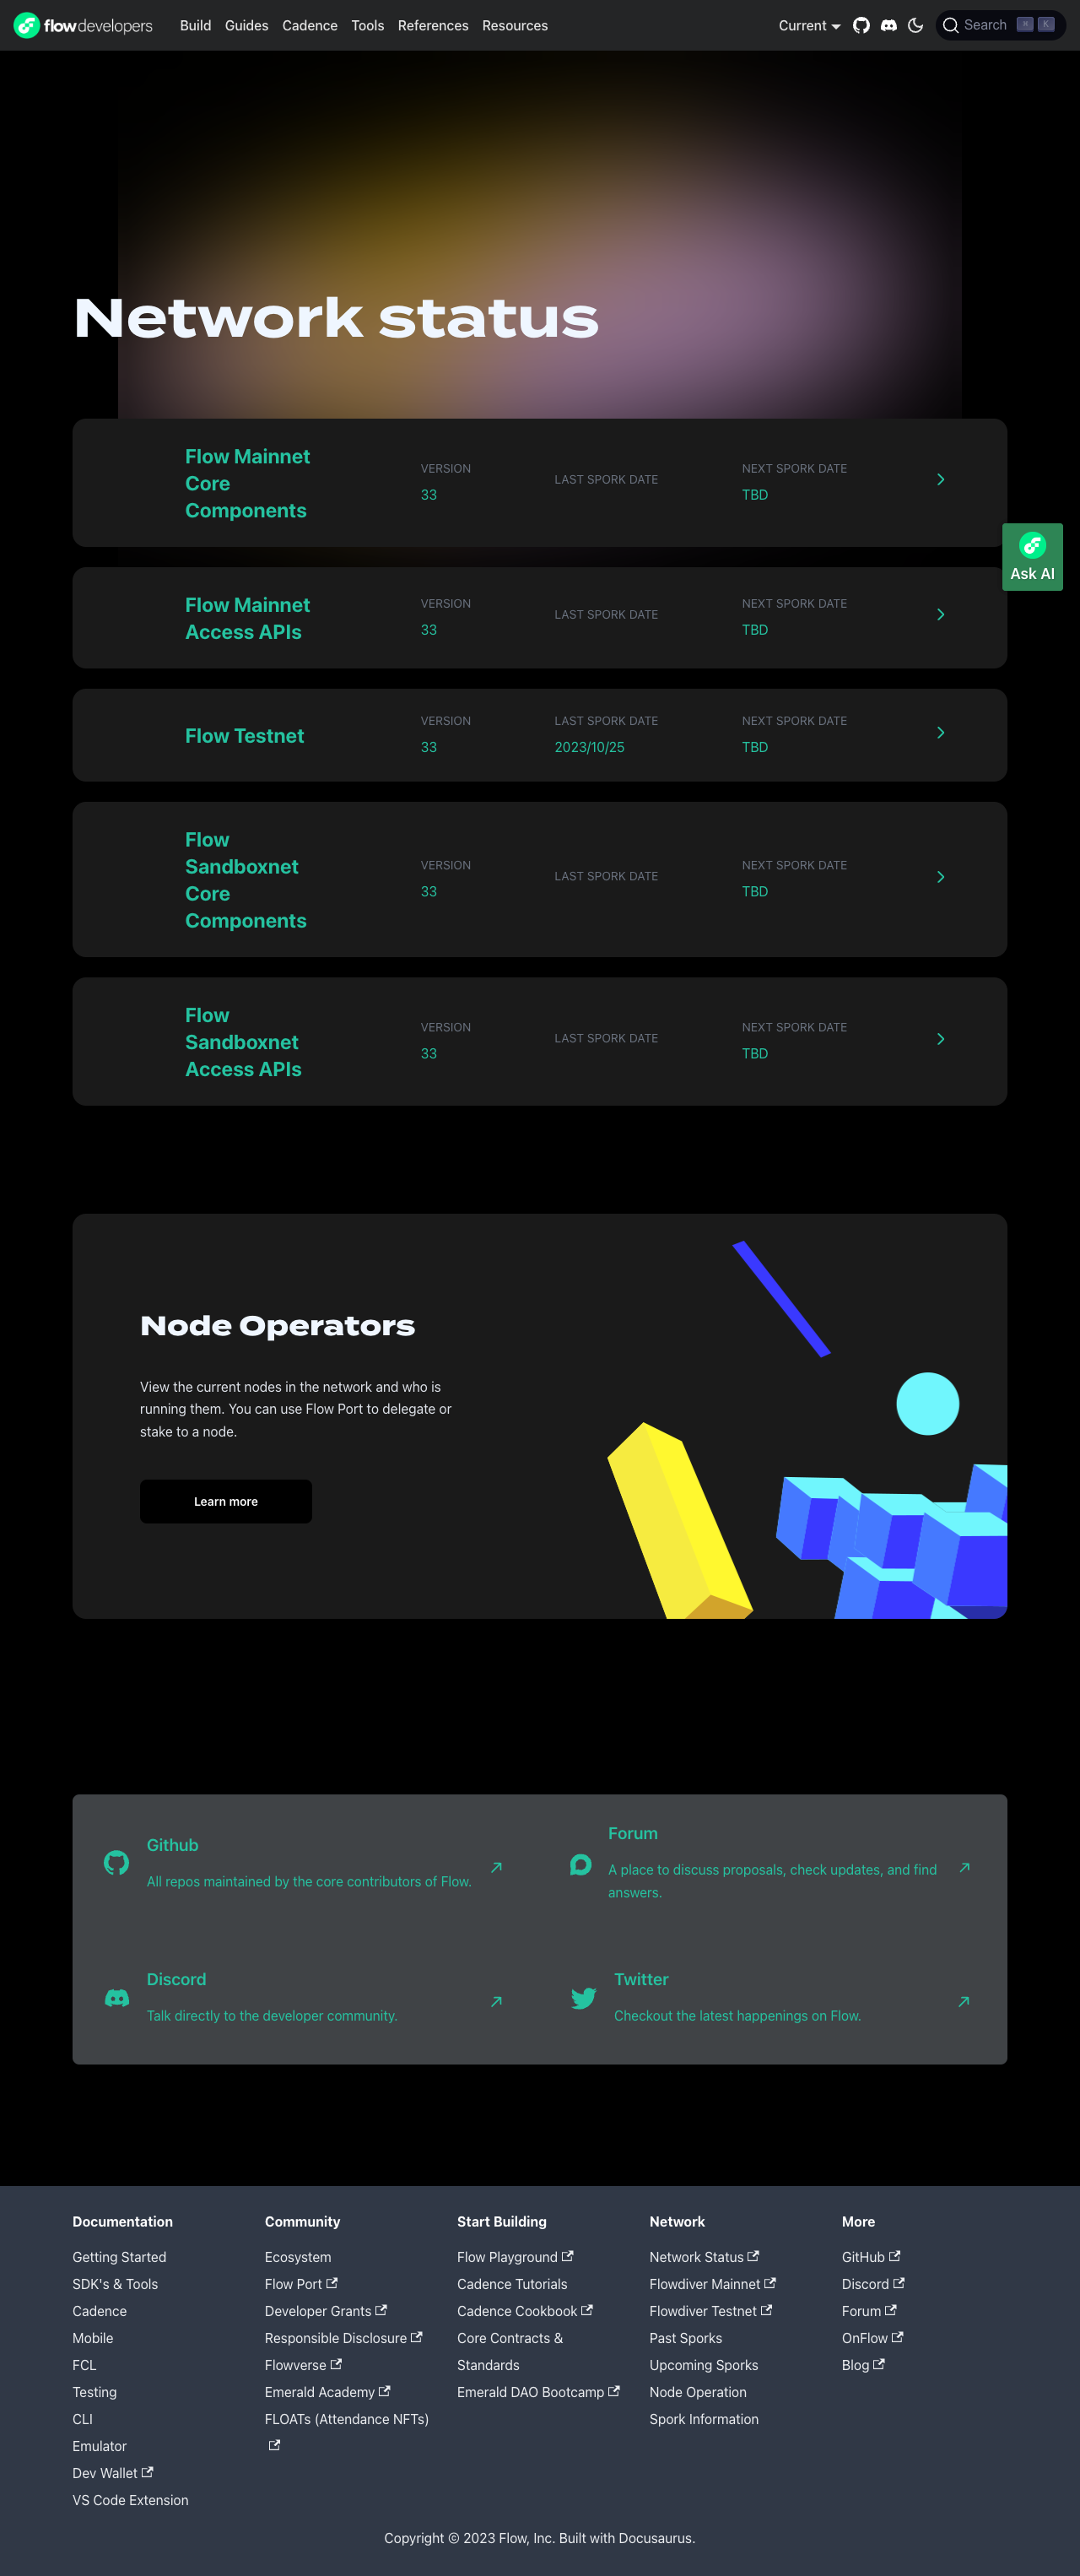 flowdevelopers Build Guides Cadence Tools References Resources Current Search ⌘ K
Network status
Flow Mainnet
Core
Components
VERSION
33
LAST SPORK DATE
NEXT SPORK DATE
TBD
Ask AI
Flow Mainnet
Access APIs
VERSION
33
LAST SPORK DATE
NEXT SPORK DATE
TBD
Flow Testnet
VERSION
33
LAST SPORK DATE
2023/10/25
NEXT SPORK DATE
TBD
Flow
Sandboxnet
Core
Components
VERSION
33
LAST SPORK DATE
NEXT SPORK DATE
TBD
Flow
Sandboxnet
Access APIs
VERSION
33
LAST SPORK DATE
NEXT SPORK DATE
TBD
Node Operators
View the current nodes in the network and who is
running them. You can use Flow Port to delegate or
stake to a node.
Learn more
Github
All repos maintained by the core contributors of Flow.
Forum
A place to discuss proposals, check updates, and find
answers.
Discord
Talk directly to the developer community.
Twitter
Checkout the latest happenings on Flow.
Documentation
Getting Started
SDK's & Tools
Cadence
Mobile
FCL
Testing
CLI
Emulator
Dev Wallet
VS Code Extension
Community
Ecosystem
Flow Port
Developer Grants
Responsible Disclosure
Flowverse
Emerald Academy
FLOATs (Attendance NFTs)
Start Building
Flow Playground
Cadence Tutorials
Cadence Cookbook
Core Contracts &
Standards
Emerald DAO Bootcamp
Network
Network Status
Flowdiver Mainnet
Flowdiver Testnet
Past Sporks
Upcoming Sporks
Node Operation
Spork Information
More
GitHub
Discord
Forum
OnFlow
Blog
Copyright © 2023 Flow, Inc. Built with Docusaurus.